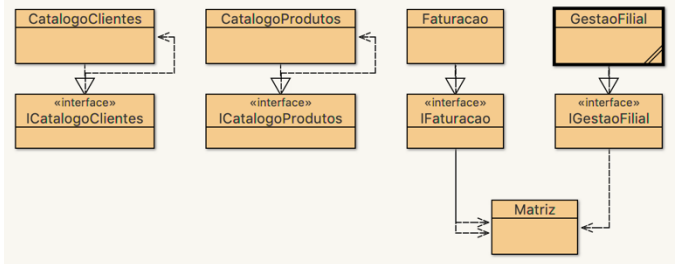 CatalogoClientes
CatalogoProdutos
Faturacao
GestaoFilial
«interface»
ICatalogoClientes
«interface»
ICatalogoProdutos
«interface»
IFaturacao
«interface»
IGestaoFilial
Matriz